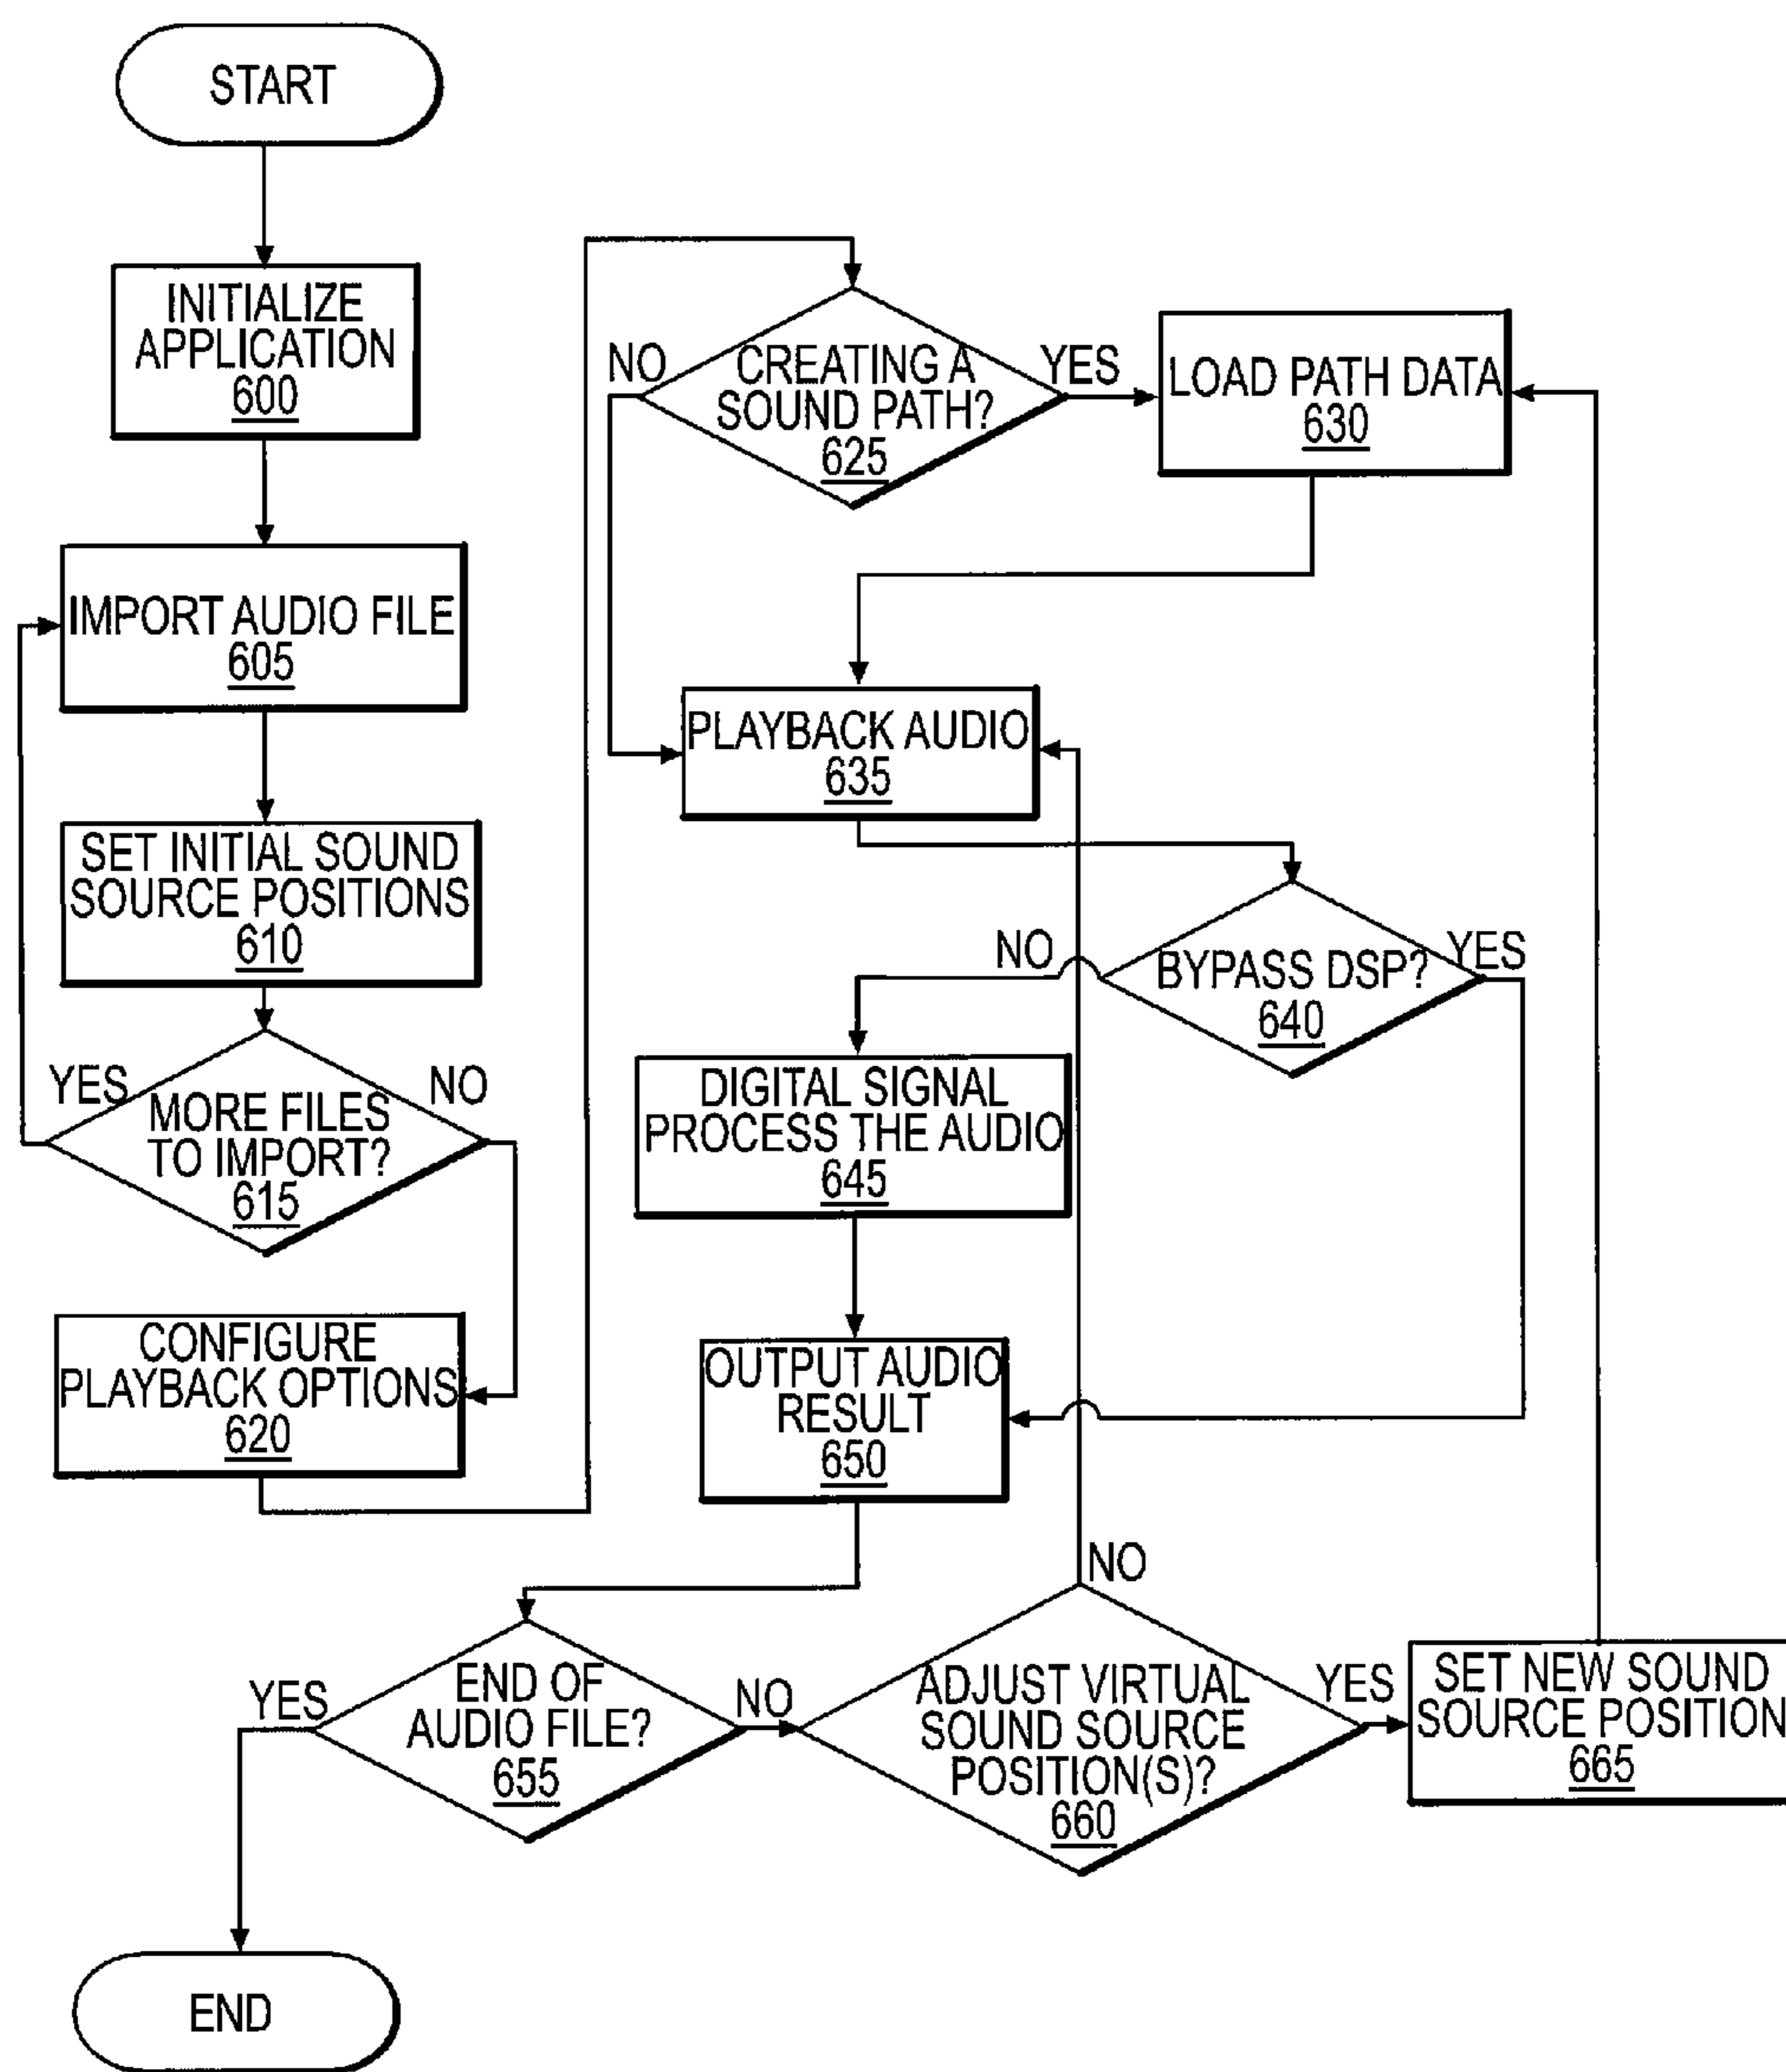 START
INITIALIZE
APPLICATION
600
IMPORT AUDIO FILE
605
SET INITIAL SOUND
SOURCE POSITIONS
610
YES
NO
MORE FILES
TO IMPORT?
615
CONFIGURE
PLAYBACK OPTIONS
620
NO
CREATING A
SOUND PATH?
625
YES
LOAD PATH DATA
630
PLAYBACK AUDIO
635
NO
BYPASS DSP?
640
YES
DIGITAL SIGNAL
PROCESS THE AUDIO
645
OUTPUT AUDIO
RESULT
650
YES
END OF
AUDIO FILE?
655
NO
NO
ADJUST VIRTUAL
SOUND SOURCE
POSITION(S)?
660
YES
SET NEW SOUND
SOURCE POSITION
665
END